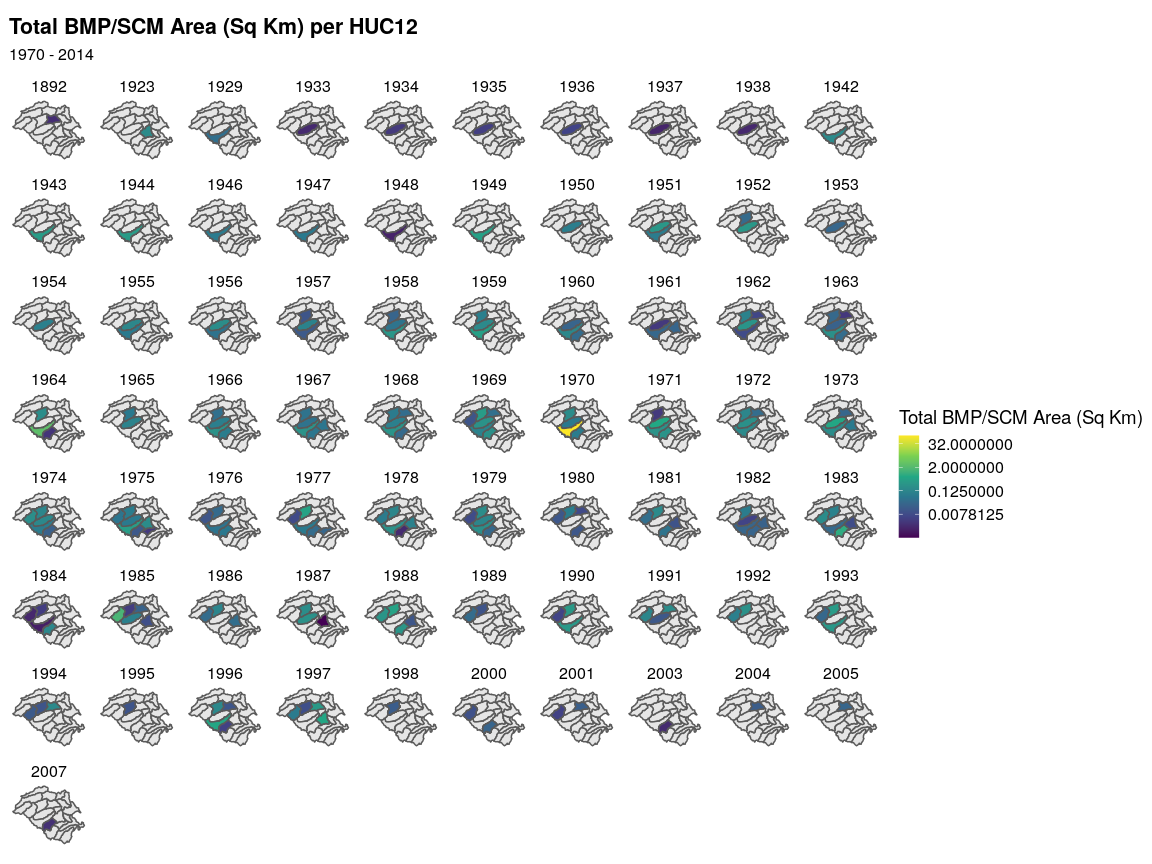 Total BMP/SCM Area (Sq Km) per HUC12
1970 - 2014
1892 1923 1929 1933 1934 1935 1936 1937 1938 1942
1943 1944 1946 1947 1948 1949 1950 1951 1952 1953
1954 1955 1956 1957 1958 1959 1960 1961 1962 1963
1964 1965 1966 1967 1968 1969 1970 1971 1972 1973
Total BMP/SCM Area (Sq Km)
32.0000000
2.0000000
0.1250000
0.0078125
1974 1975 1976 1977 1978 1979 1980 1981 1982 1983
1984 1985 1986 1987 1988 1989 1990 1991 1992 1993
1994 1995 1996 1997 1998 2000 2001 2003 2004 2005
2007